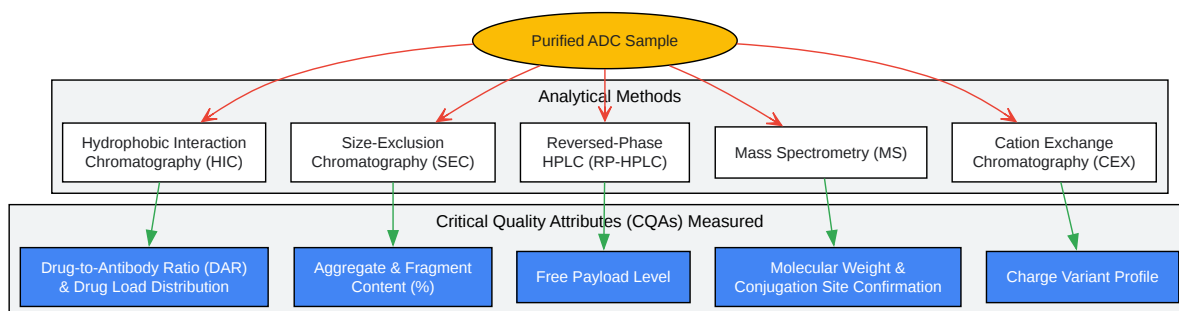 Purified ADC Sample
Analytical Methods
Hydrophobic Interaction
Chromatography (HIC)
Size-Exclusion
Chromatography (SEC)
Reversed-Phase
HPLC (RP-HPLC)
Mass Spectrometry (MS)
Cation Exchange
Chromatography (CEX)
Critical Quality Attributes (CQAs) Measured
Drug-to-Antibody Ratio (DAR)
& Drug Load Distribution
Aggregate & Fragment
Content (%)
Free Payload Level
Molecular Weight &
Conjugation Site Confirmation
Charge Variant Profile